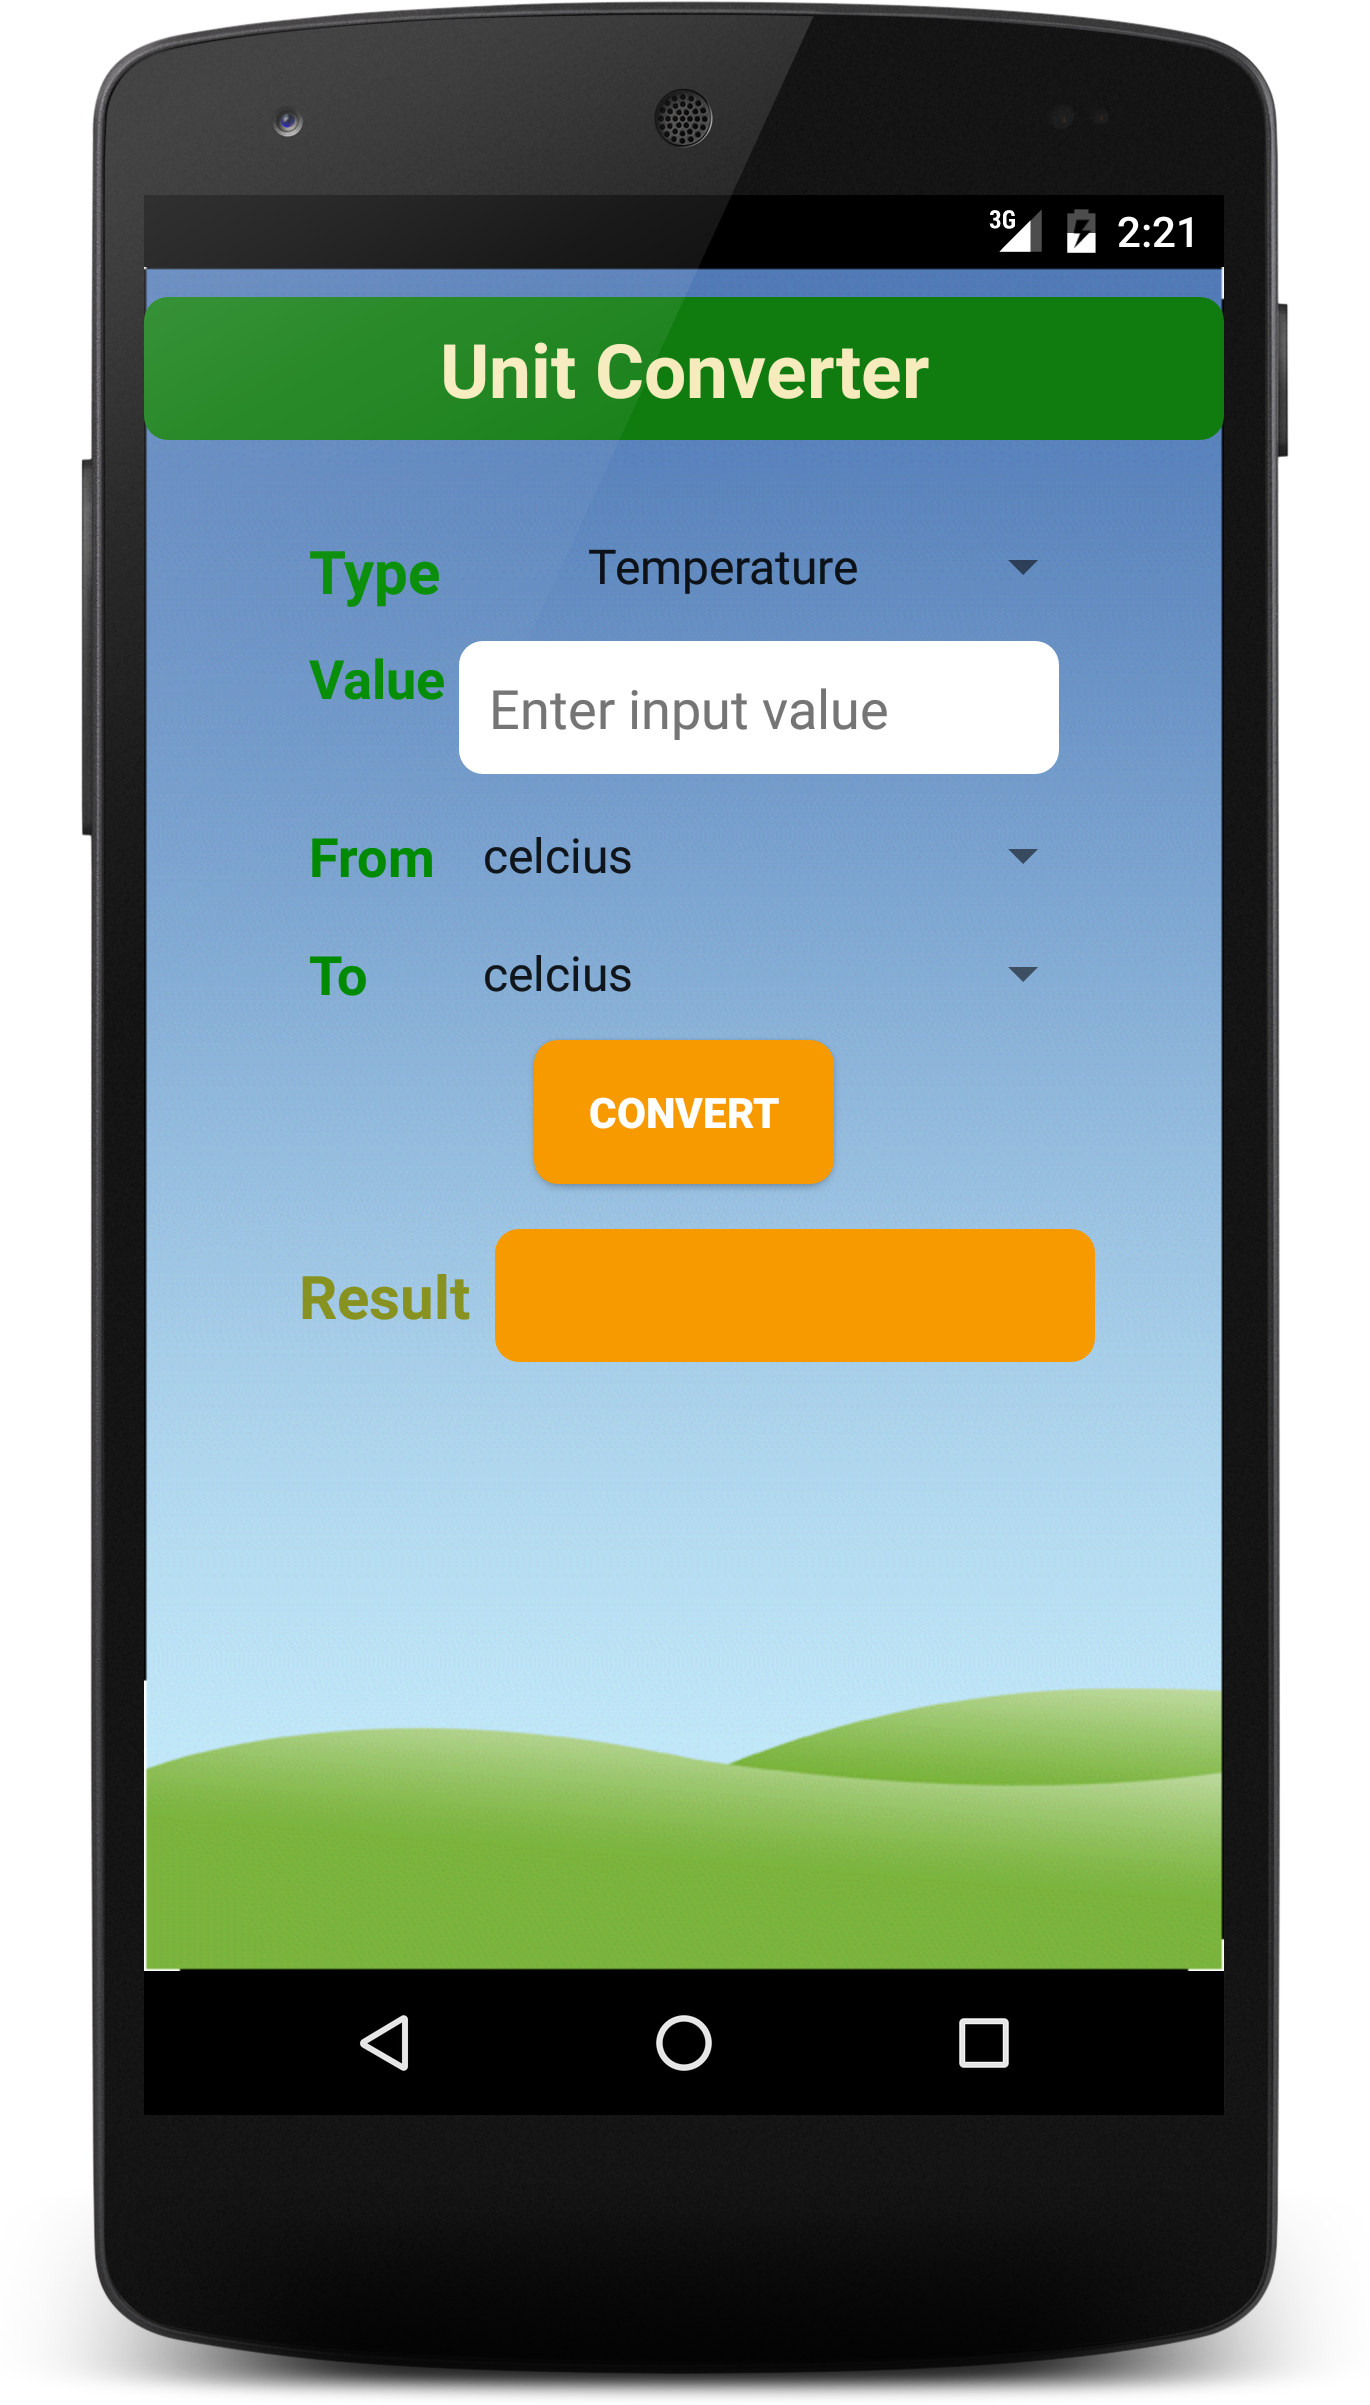 3G 2:21
Unit Converter
Type Temperature
Value Enter input value
From celcius
To celcius
CONVERT
Result